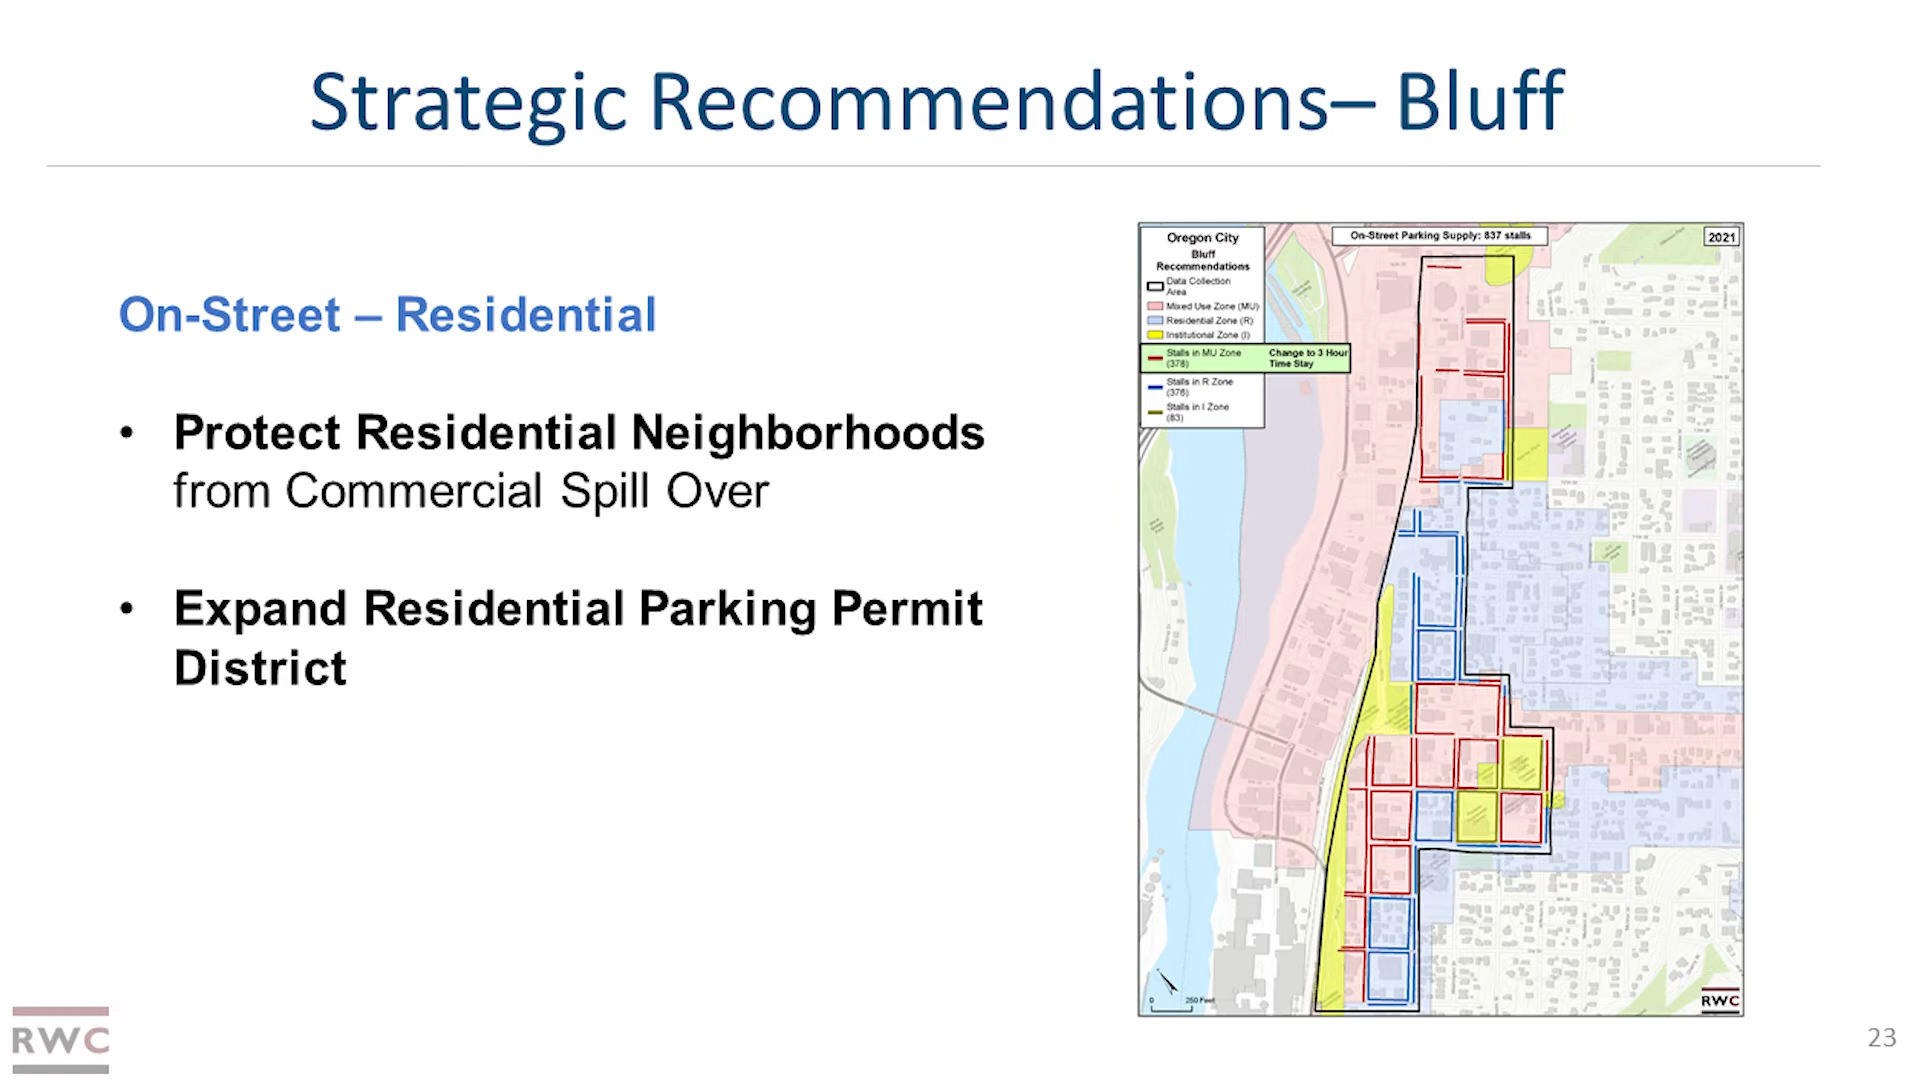 Strategic Recommendations– Bluff
On-Street – Residential
• Protect Residential Neighborhoods
from Commercial Spill Over
• Expand Residential Parking Permit
District
Oregon City
Bluff
Recommendations
Data Collection
Area
Mixed Use Zone (MU)
Residential Zone (R)
Institutional Zone (I)
Stalls in MU Zone
(378)
Change to 3 Hour
Time Stay
Stalls in R Zone
(376)
Stalls in I Zone
(83)
On-Street Parking Supply: 837 stalls
2021
0 250 Feet
RWC
RWC
23